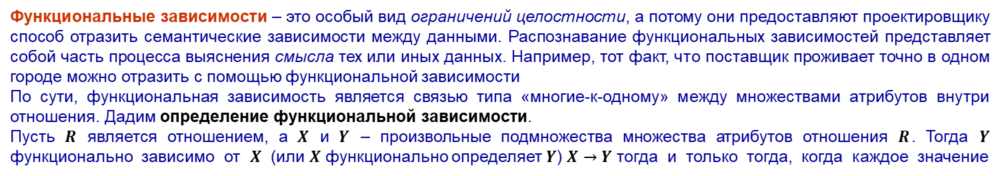 Функциональные зависимости – это особый вид ограничений целостности, а потому они предоставляют проектировщику
способ отразить семантические зависимости между данными. Распознавание функциональных зависимостей представляет
собой часть процесса выяснения смысла тех или иных данных. Например, тот факт, что поставщик проживает точно в одном
городе можно отразить с помощью функциональной зависимости
По сути, функциональная зависимость является связью типа «многие-к-одному» между множествами атрибутов внутри
отношения. Дадим определение функциональной зависимости.
Пусть R является отношением, а X и Y – произвольные подмножества множества атрибутов отношения R. Тогда Y
функционально зависимо от X (или X функционально определяет Y) X → Y тогда и только тогда, когда каждое значение